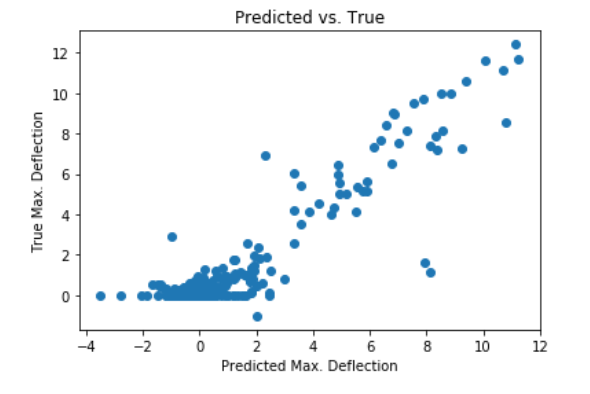 Predicted vs. True
True Max. Deflection
12
10
8
6
4
2
0
−4 −2 0 2 4 6 8 10 12
Predicted Max. Deflection